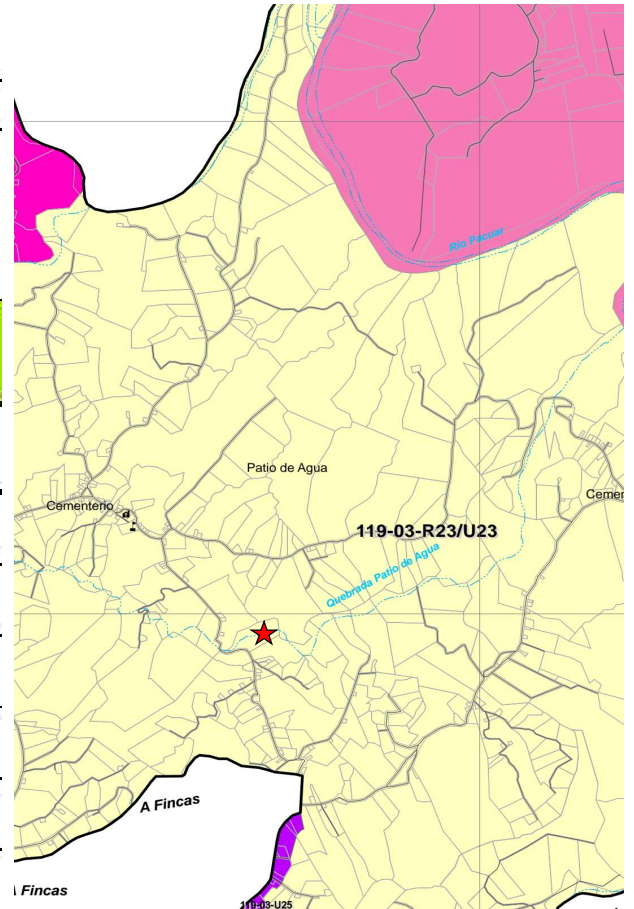 Río Pacuar
Patio de Agua
Cementerio
119-03-R23/U23
Quebrada Patio de Agua
A Fincas
Fincas
119-03-U25